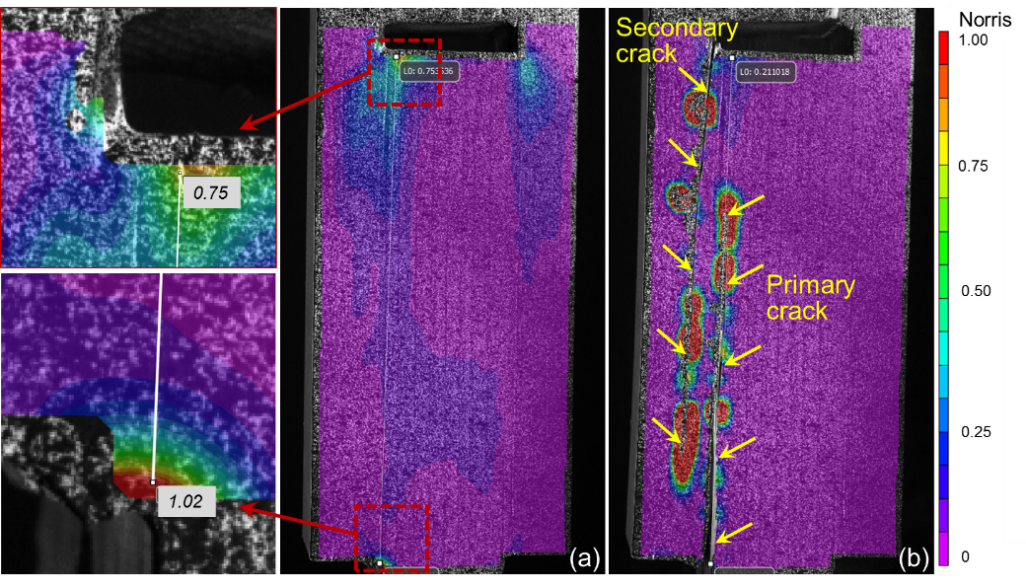 0.75
1.02
L0: 0.753636
(a)
Secondary
crack
L0: 0.211018
Primary
crack
(b)
Norris
1.00
0.75
0.50
0.25
0